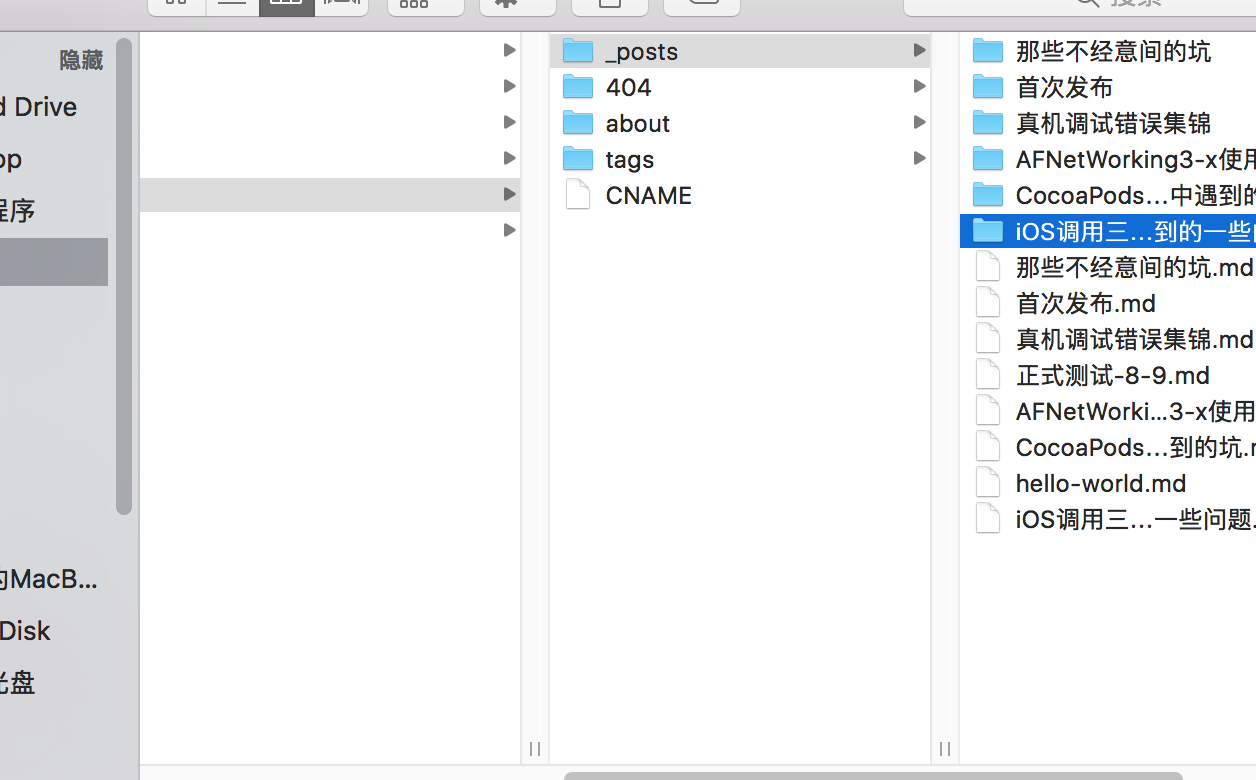 搜索
隐藏
d Drive
op
程序
的MacB...
Disk
光盘
_posts
404
about
tags
CNAME
那些不经意间的坑
首次发布
真机调试错误集锦
AFNetWorking3-x使用
CocoaPods...中遇到的
iOS调用三...到的一些问
那些不经意间的坑.md
首次发布.md
真机调试错误集锦.md
正式测试-8-9.md
AFNetWorki...3-x使用
CocoaPods...到的坑.r
hello-world.md
iOS调用三...一些问题.